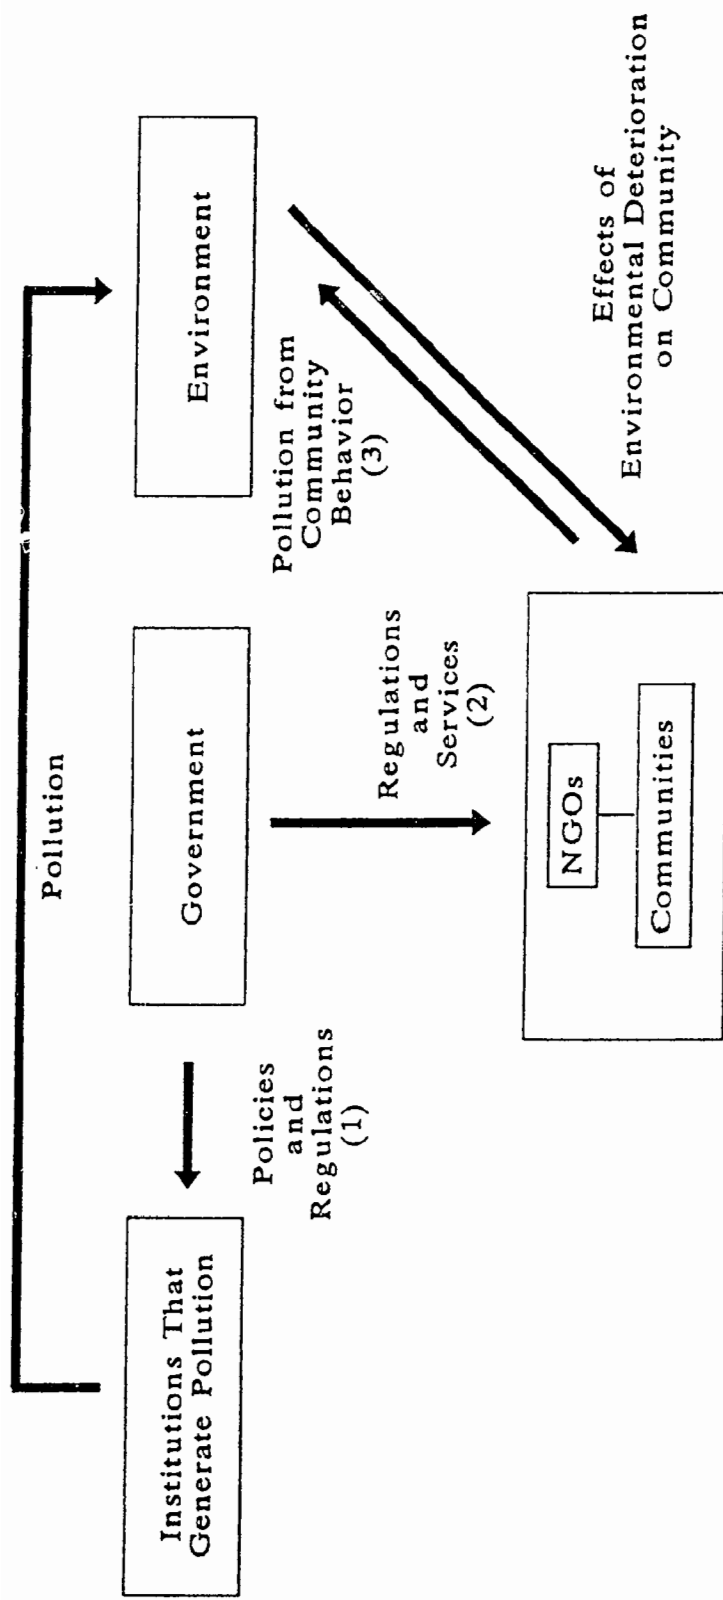 Pollution
Institutions That
Generate Pollution
Government
Environment
Policies
and
Regulations
(1)
Regulations
and
Services
(2)
Pollution from
Community
Behavior
(3)
NGOs
Communities
Effects of
Environmental Deterioration
on Community